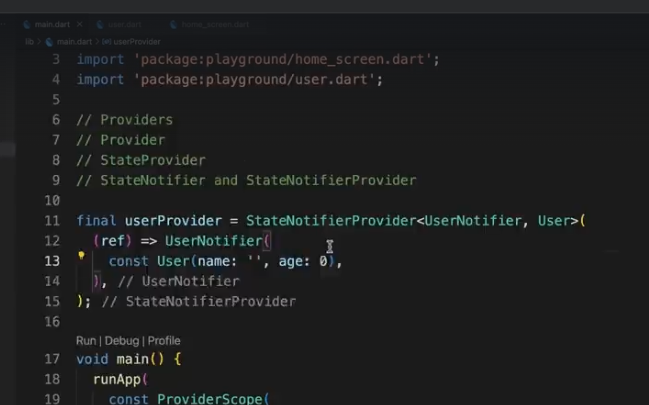 main.dart user.dart home_screen.dart
lib > main.dart > userProvider
3 import 'package:playground/home_screen.dart';
4 import 'package:playground/user.dart';
5
6 // Providers
7 // Provider
8 // StateProvider
9 // StateNotifier and StateNotifierProvider
10
11 final userProvider = StateNotifierProvider<UserNotifier, User>(
12 (ref) => UserNotifier(
13 const User(name: '', age: 0),
14 ), // UserNotifier
15 ); // StateNotifierProvider
16
Run | Debug | Profile
17 void main() {
18 runApp(
19 const ProviderScope(